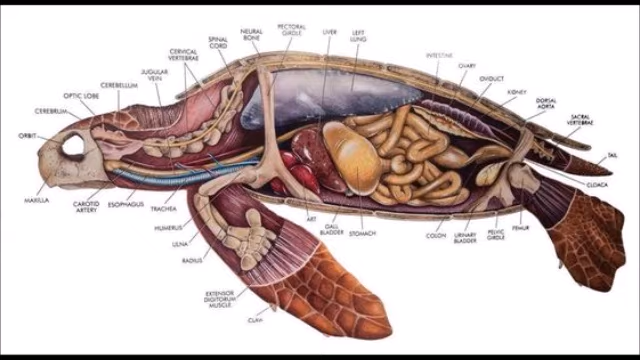 NEURAL
BONE
PECTORAL
GIRDLE
LIVER
LEFT
LUNG
SPINAL
CORD
CERVICAL
VERTEBRAE
JUGULAR
VEIN
CEREBELLUM
OPTIC LOBE
CEREBRUM
ORBIT
INTESTINE
OVARY
OVIDUCT
KIDNEY
DORSAL
AORTA
SACRAL
VERTEBRAE
TAIL
CLOACA
MAXILLA
CAROTID
ARTERY
ESOPHAGUS
TRACHEA
HUMERUS
ULNA
RADIUS
EXTENSOR
DIGITORUM
MUSCLE
CLAW
ART
GALL
BLADDER
STOMACH
COLON
URINARY
BLADDER
PELVIC
GIRDLE
FEMUR